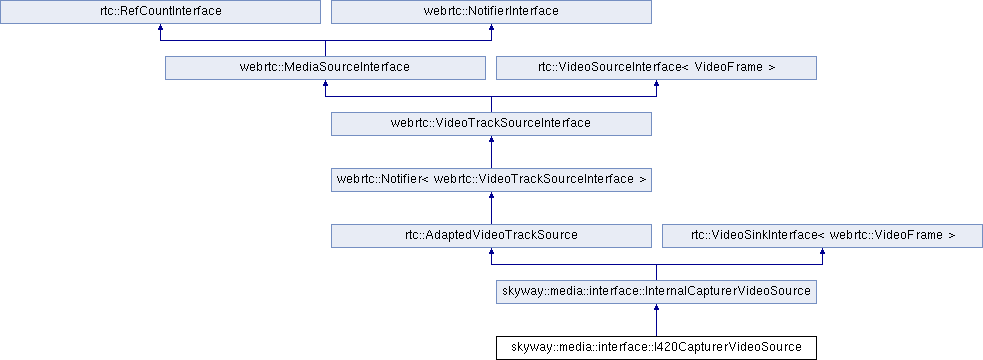 rtc::RefCountInterface
webrtc::NotifierInterface
webrtc::MediaSourceInterface
rtc::VideoSourceInterface< VideoFrame >
webrtc::VideoTrackSourceInterface
webrtc::Notifier< webrtc::VideoTrackSourceInterface >
rtc::AdaptedVideoTrackSource
rtc::VideoSinkInterface< webrtc::VideoFrame >
skyway::media::interface::InternalCapturerVideoSource
skyway::media::interface::I420CapturerVideoSource